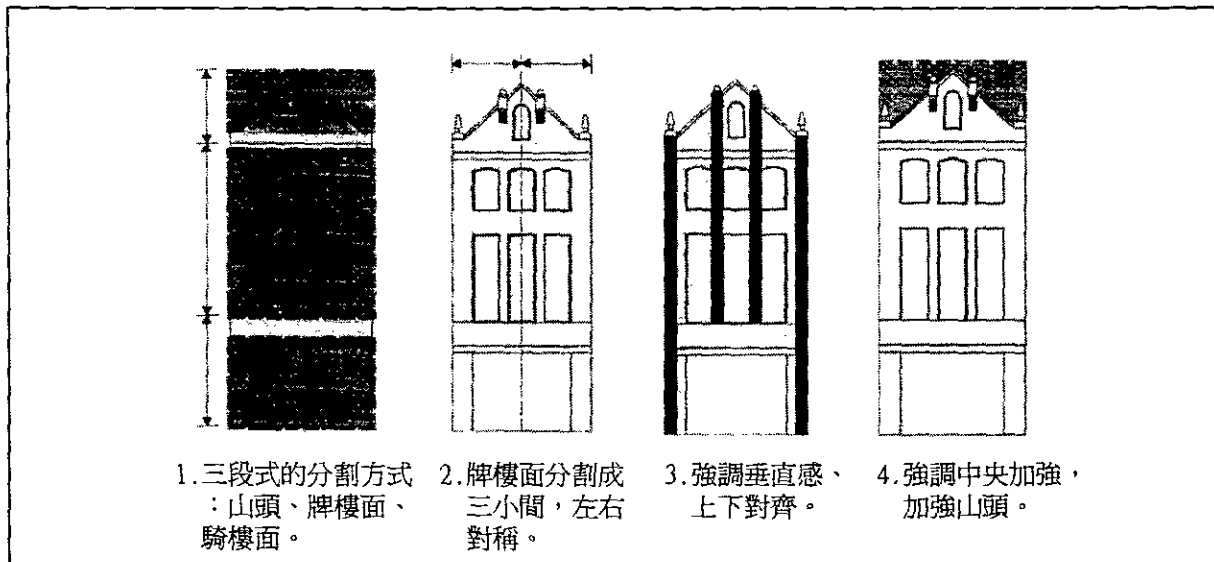 1.三段式的分割方式
：山頭、牌樓面、
騎樓面。
2.牌樓面分割成
三小間，左右
對稱。
3.強調垂直感、
上下對齊。
4.強調中央加強，
加強山頭。